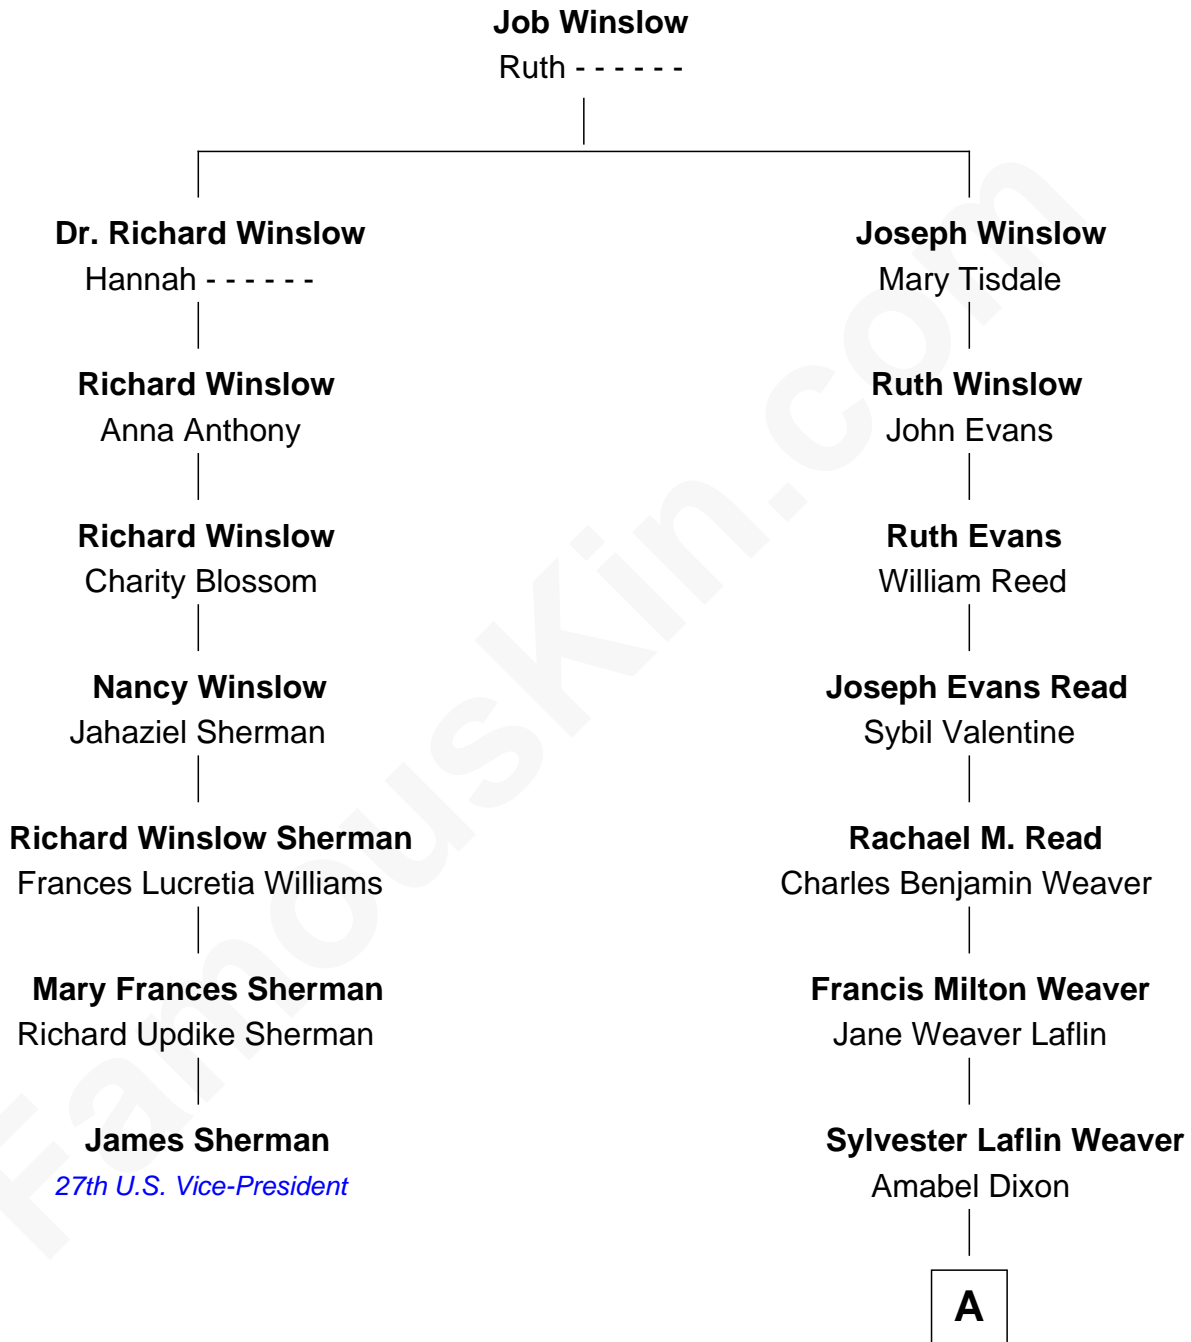 Job Winslow
Ruth - - - - - -
Dr. Richard Winslow
Hannah - - - - - -
Richard Winslow
Anna Anthony
Richard Winslow
Charity Blossom
Nancy Winslow
Jahaziel Sherman
Richard Winslow Sherman
Frances Lucretia Williams
Mary Frances Sherman
Richard Updike Sherman
James Sherman
27th U.S. Vice-President
Joseph Winslow
Mary Tisdale
Ruth Winslow
John Evans
Ruth Evans
William Reed
Joseph Evans Read
Sybil Valentine
Rachael M. Read
Charles Benjamin Weaver
Francis Milton Weaver
Jane Weaver Laflin
Sylvester Laflin Weaver
Amabel Dixon
A
FamousKin.com